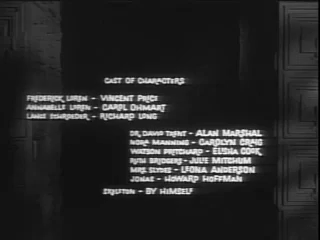 CAST OF CHARACTERS
FREDERICK LOREN - VINCENT PRICE
ANNABELLE LOREN - CAROL OHMART
LANCE SCHROEDER - RICHARD LONG
DR. DAVID TRENT - ALAN MARSHAL
NORA MANNING - CAROLYN CRAIG
WATSON PRITCHARD - ELISHA COOK
RUTH BRIDGERS - JULIE MITCHUM
MRS. SLYDES - LEONA ANDERSON
JONAS - HOWARD HOFFMAN
SKELETON - BY HIMSELF